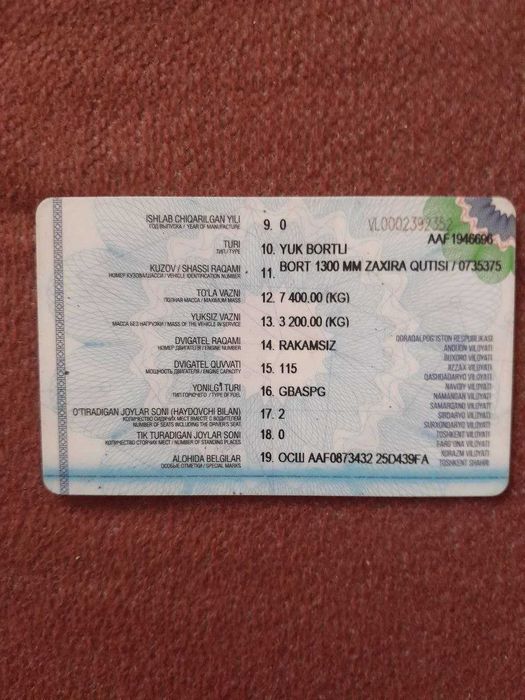 ISHLAB CHIQARILGAN YILI
ГОД ВЫПУСКА / YEAR OF MANUFACTURE
9. 0
VL0002392352
AAF1946696
TURI
ТИП / TYPE
10. YUK BORTLI
KUZOV / SHASSI RAQAMI
НОМЕР КУЗОВА/ШАССИ / VEHICLE IDENTIFICATION NUMBER
11. BORT 1300 MM ZAXIRA QUTISI / 0735375
TO'LA VAZNI
ПОЛНАЯ МАССА / MAXIMUM MASS
12. 7 400.00 (KG)
YUKSIZ VAZNI
МАССА БЕЗ НАГРУЗКИ / MASS OF THE VEHICLE IN SERVICE
13. 3 200.00 (KG)
DVIGATEL RAQAMI
НОМЕР ДВИГАТЕЛЯ / ENGINE NUMBER
14. RAKAMSIZ
DVIGATEL QUVVATI
МОЩНОСТЬ ДВИГАТЕЛЯ / ENGINE CAPACITY
15. 115
YONILG'I TURI
ТИП ГОРЮЧЕГО / TYPE OF FUEL
16. GBASPG
O'TIRADIGAN JOYLAR SONI (HAYDOVCHI BILAN)
КОЛИЧЕСТВО СИДЯЧИХ МЕСТ ВМЕСТЕ С ВОДИТЕЛЕМ
NUMBER OF SEATS INCLUDING THE DRIVER'S SEAT
17. 2
TIK TURADIGAN JOYLAR SONI
КОЛИЧЕСТВО СТОЯЧИХ МЕСТ / NUMBER OF STANDING PLACES
18. 0
ALOHIDA BELGILAR
ОСОБЫЕ ОТМЕТКИ / SPECIAL MARKS
19. ОСШ AAF0873432 25D439FA
QORAQALPOG'ISTON RESPUBLIKASI
ANDIJON VILOYATI
BUXORO VILOYATI
JIZZAX VILOYATI
QASHQADARYO VILOYATI
NAVOIY VILOYATI
NAMANGAN VILOYATI
SAMARQAND VILOYATI
SIRDARYO VILOYATI
SURXONDARYO VILOYATI
TOSHKENT VILOYATI
FARG'ONA VILOYATI
XORAZM VILOYATI
TOSHKENT SHAHRI